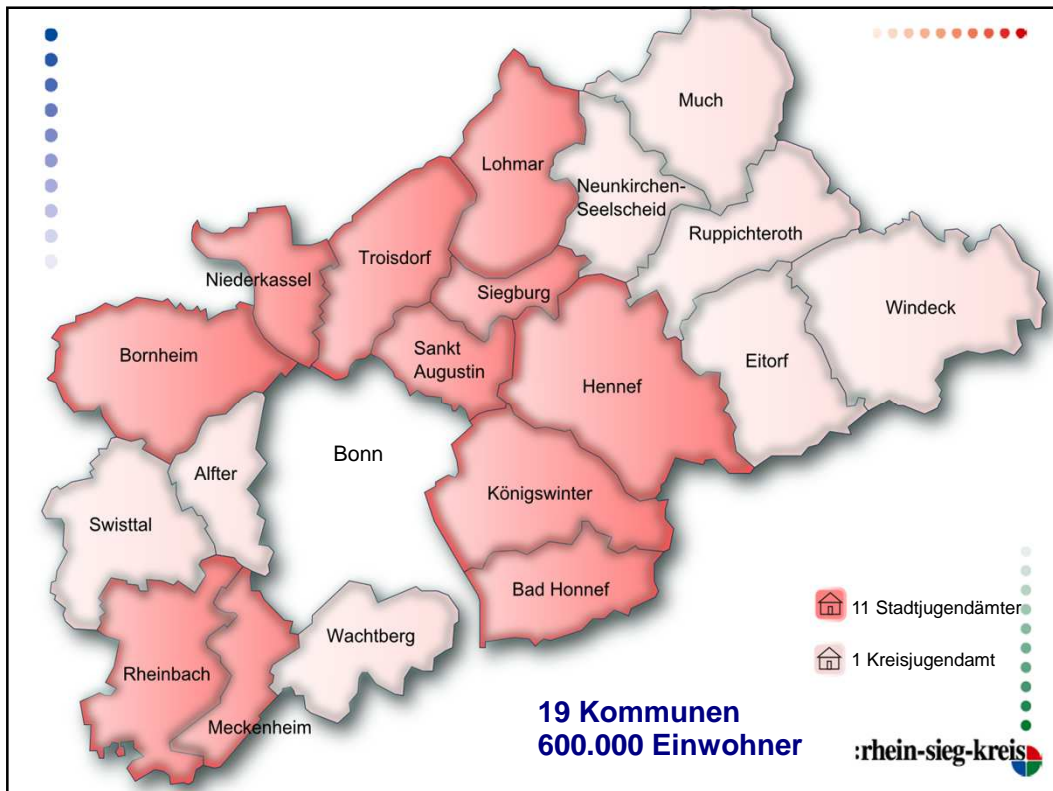 Much
Lohmar
Neunkirchen-
Seelscheid
Ruppichteroth
Troisdorf
Niederkassel
Siegburg
Windeck
Bornheim
Sankt
Augustin
Eitorf
Hennef
Bonn
Alfter
Königswinter
Swisttal
Bad Honnef
11 Stadtjugendämter
Wachtberg
1 Kreisjugendamt
Rheinbach
Meckenheim
19 Kommunen
600.000 Einwohner
:rhein-sieg-kreis